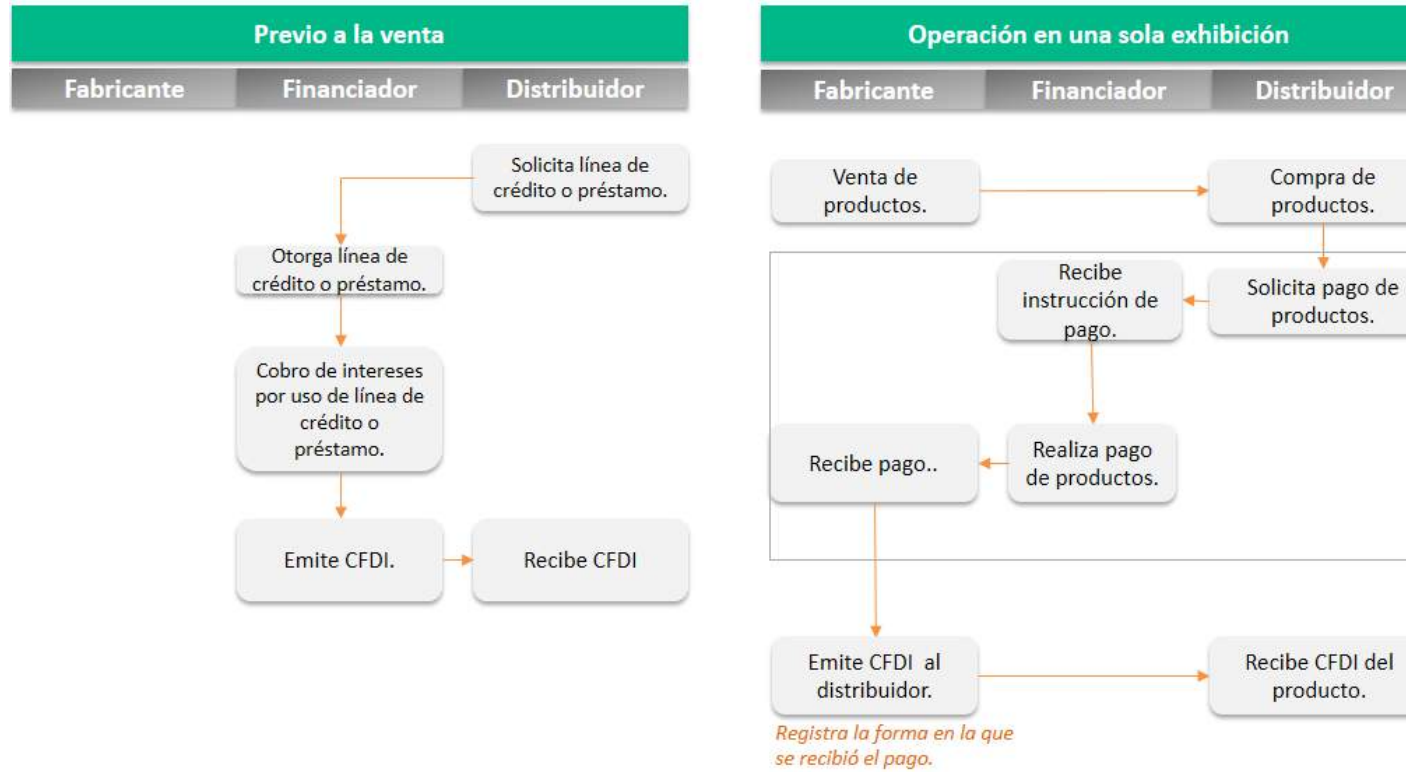 Previo a la venta
Fabricante
Financiador
Distribuidor
Solicita línea de
crédito o préstamo.
Otorga línea de
crédito o préstamo.
Cobro de intereses
por uso de línea de
crédito o
préstamo.
Emite CFDI.
Recibe CFDI
Operación en una sola exhibición
Fabricante
Financiador
Distribuidor
Venta de
productos.
Compra de
productos.
Solicita pago de
productos.
Recibe
instrucción de
pago.
Realiza pago
de productos.
Recibe pago..
Emite CFDI al
distribuidor.
Recibe CFDI del
producto.
Registra la forma en la que
se recibió el pago.